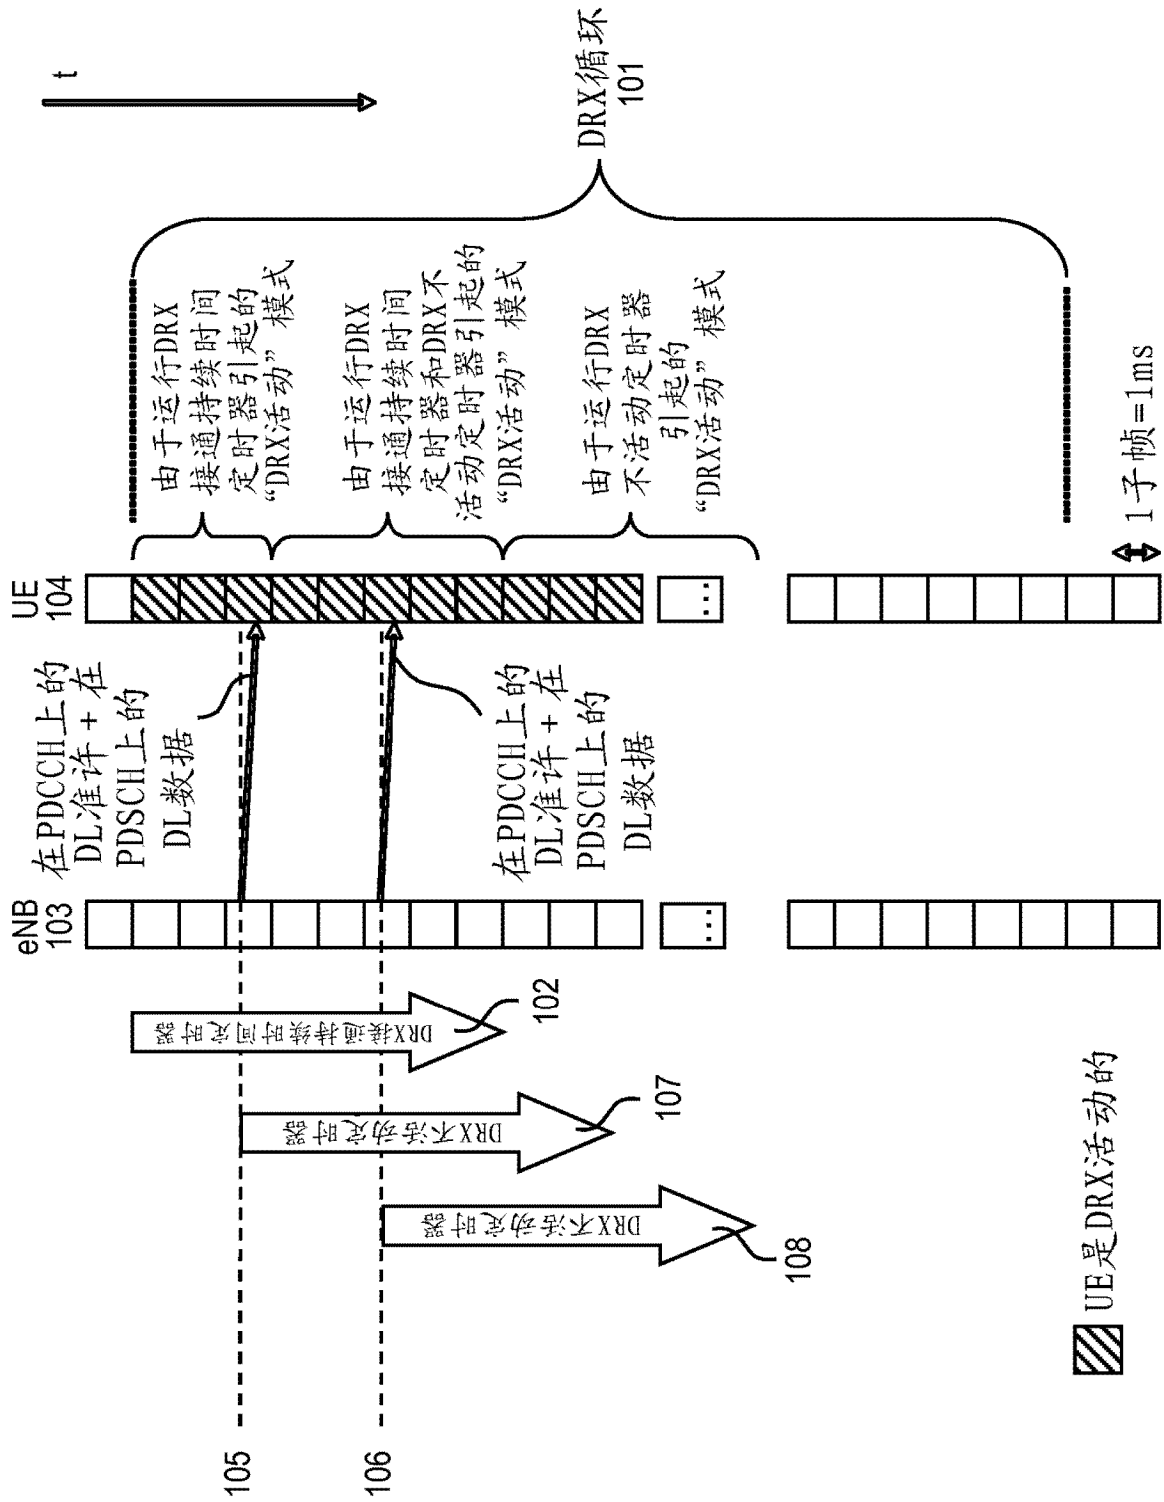 t
DRX循环
101
由于运行DRX
接通持续时间
定时器引起的
“DRX活动” 模式
由于运行DRX
接通持续时间
定时器和DRX不
活动定时器引起的
“DRX活动” 模式
由于运行DRX
不活动定时器
引起的
“DRX活动” 模式
1子帧=1ms
UE
104
在PDCCH上的
DL准许 + 在
PDSCH上的
DL数据
在PDCCH上的
DL准许 + 在
PDSCH上的
DL数据
...
eNB
103
...
DRX接通持续时间定时器
102
DRX不活动定时器
107
DRX不活动定时器
108
105
106
UE是DRX活动的